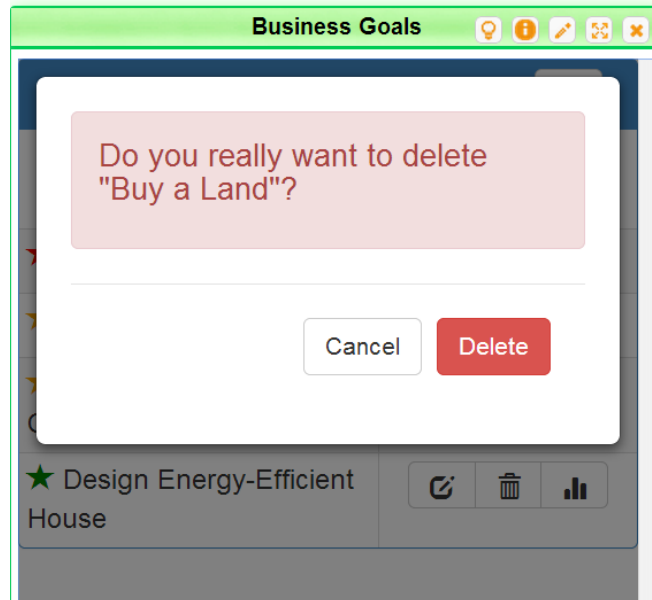 Business Goals
Do you really want to delete
"Buy a Land"?
Cancel
Delete
Design Energy-Efficient
House